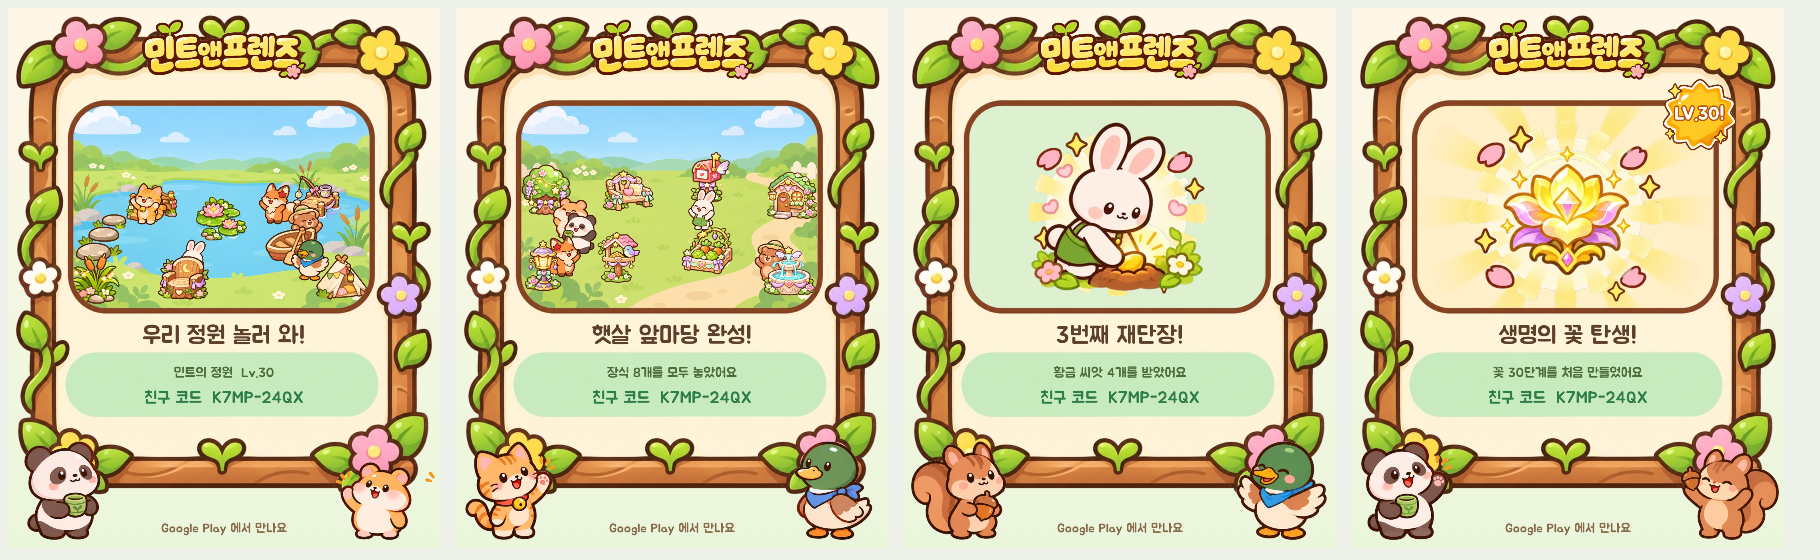 민트앤프렌즈
우리 정원 놀러 와!
민트의 정원 Lv.30
친구 코드 K7MP-24QX
Google Play 에서 만나요
민트앤프렌즈
햇살 앞마당 완성!
장식 8개를 모두 놓았어요
친구 코드 K7MP-24QX
Google Play 에서 만나요
민트앤프렌즈
3번째 재단장!
황금 씨앗 4개를 받았어요
친구 코드 K7MP-24QX
Google Play 에서 만나요
민트앤프렌즈
LV.30!
생명의 꽃 탄생!
꽃 30단계를 처음 만들었어요
친구 코드 K7MP-24QX
Google Play 에서 만나요